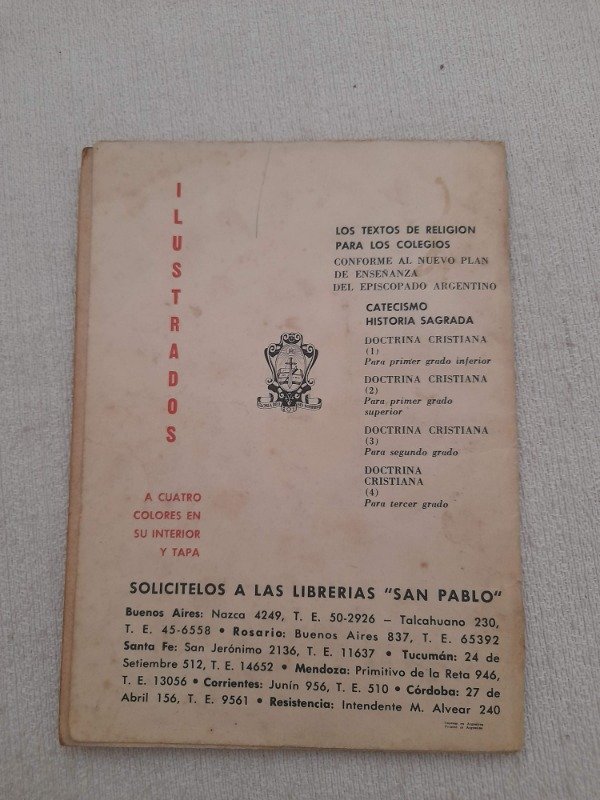 ILUSTRADOS
A CUATRO
COLORES EN
SU INTERIOR
Y TAPA
LOS TEXTOS DE RELIGION
PARA LOS COLEGIOS
CONFORME AL NUEVO PLAN
DE ENSEÑANZA
DEL EPISCOPADO ARGENTINO
CATECISMO
HISTORIA SAGRADA
DOCTRINA CRISTIANA
(1)
Para primer grado inferior
DOCTRINA CRISTIANA
(2)
Para primer grado
superior
DOCTRINA CRISTIANA
(3)
Para segundo grado
DOCTRINA
CRISTIANA
(4)
Para tercer grado
SOLICITELOS A LAS LIBRERIAS "SAN PABLO"
Buenos Aires: Nazca 4249, T. E. 50-2926 – Talcahuano 230,
T. E. 45-6558 • Rosario: Buenos Aires 837, T. E. 65392
Santa Fe: San Jerónimo 2136, T. E. 11637 • Tucumán: 24 de
Setiembre 512, T. E. 14652 • Mendoza: Primitivo de la Reta 946,
T. E. 13056 • Corrientes: Junín 956, T. E. 510 • Córdoba: 27 de
Abril 156, T. E. 9561 • Resistencia: Intendente M. Alvear 240